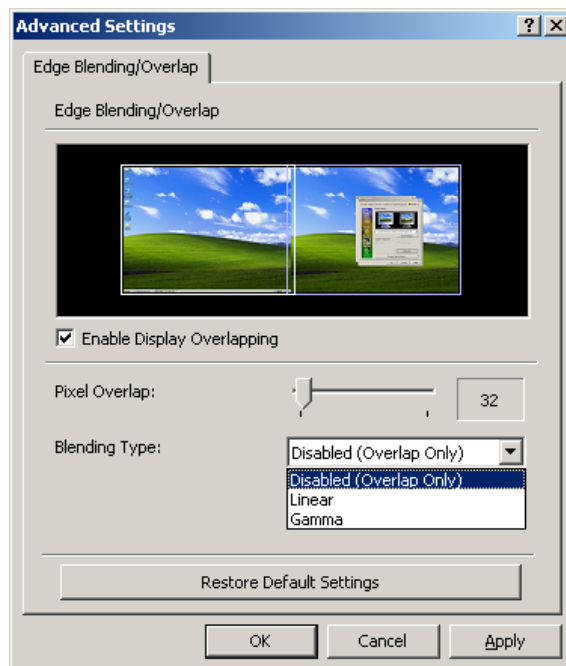 Advanced Settings
Edge Blending/Overlap
Edge Blending/Overlap
Enable Display Overlapping
Pixel Overlap:
32
Blending Type:
Disabled (Overlap Only)
Disabled (Overlap Only)
Linear
Gamma
Restore Default Settings
OK
Cancel
Apply